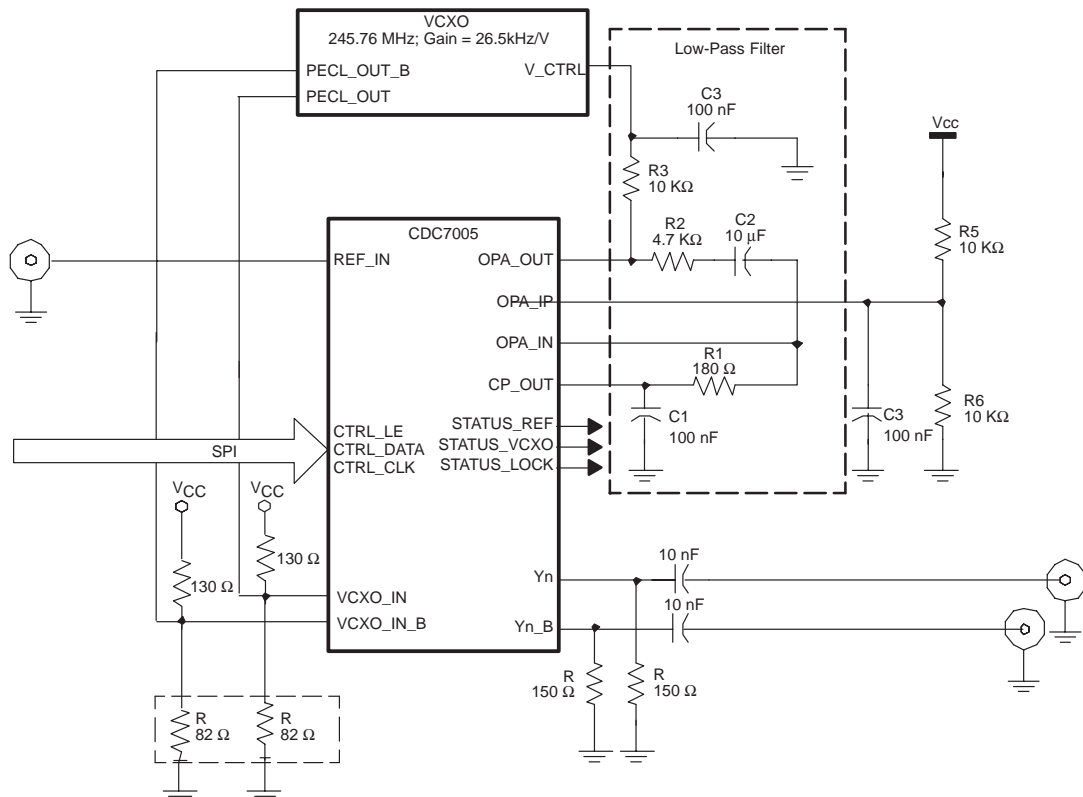 VCXO
245.76 MHz; Gain = 26.5kHz/V
PECL_OUT_B
V_CTRL
PECL_OUT
Low-Pass Filter
C3
100 nF
Vcc
R3
10 KΩ
R2
4.7 KΩ
C2
10 μF
R5
10 KΩ
CDC7005
REF_IN
OPA_OUT
OPA_IP
OPA_IN
CP_OUT
R1
180 Ω
C1
100 nF
C3
100 nF
R6
10 KΩ
STATUS_REF
STATUS_VCXO
STATUS_LOCK
SPI
CTRL_LE
CTRL_DATA
CTRL_CLK
VCC
VCC
130 Ω
130 Ω
VCXO_IN
VCXO_IN_B
Yn
Yn_B
10 nF
10 nF
R
150 Ω
R
150 Ω
R
82 Ω
R
82 Ω